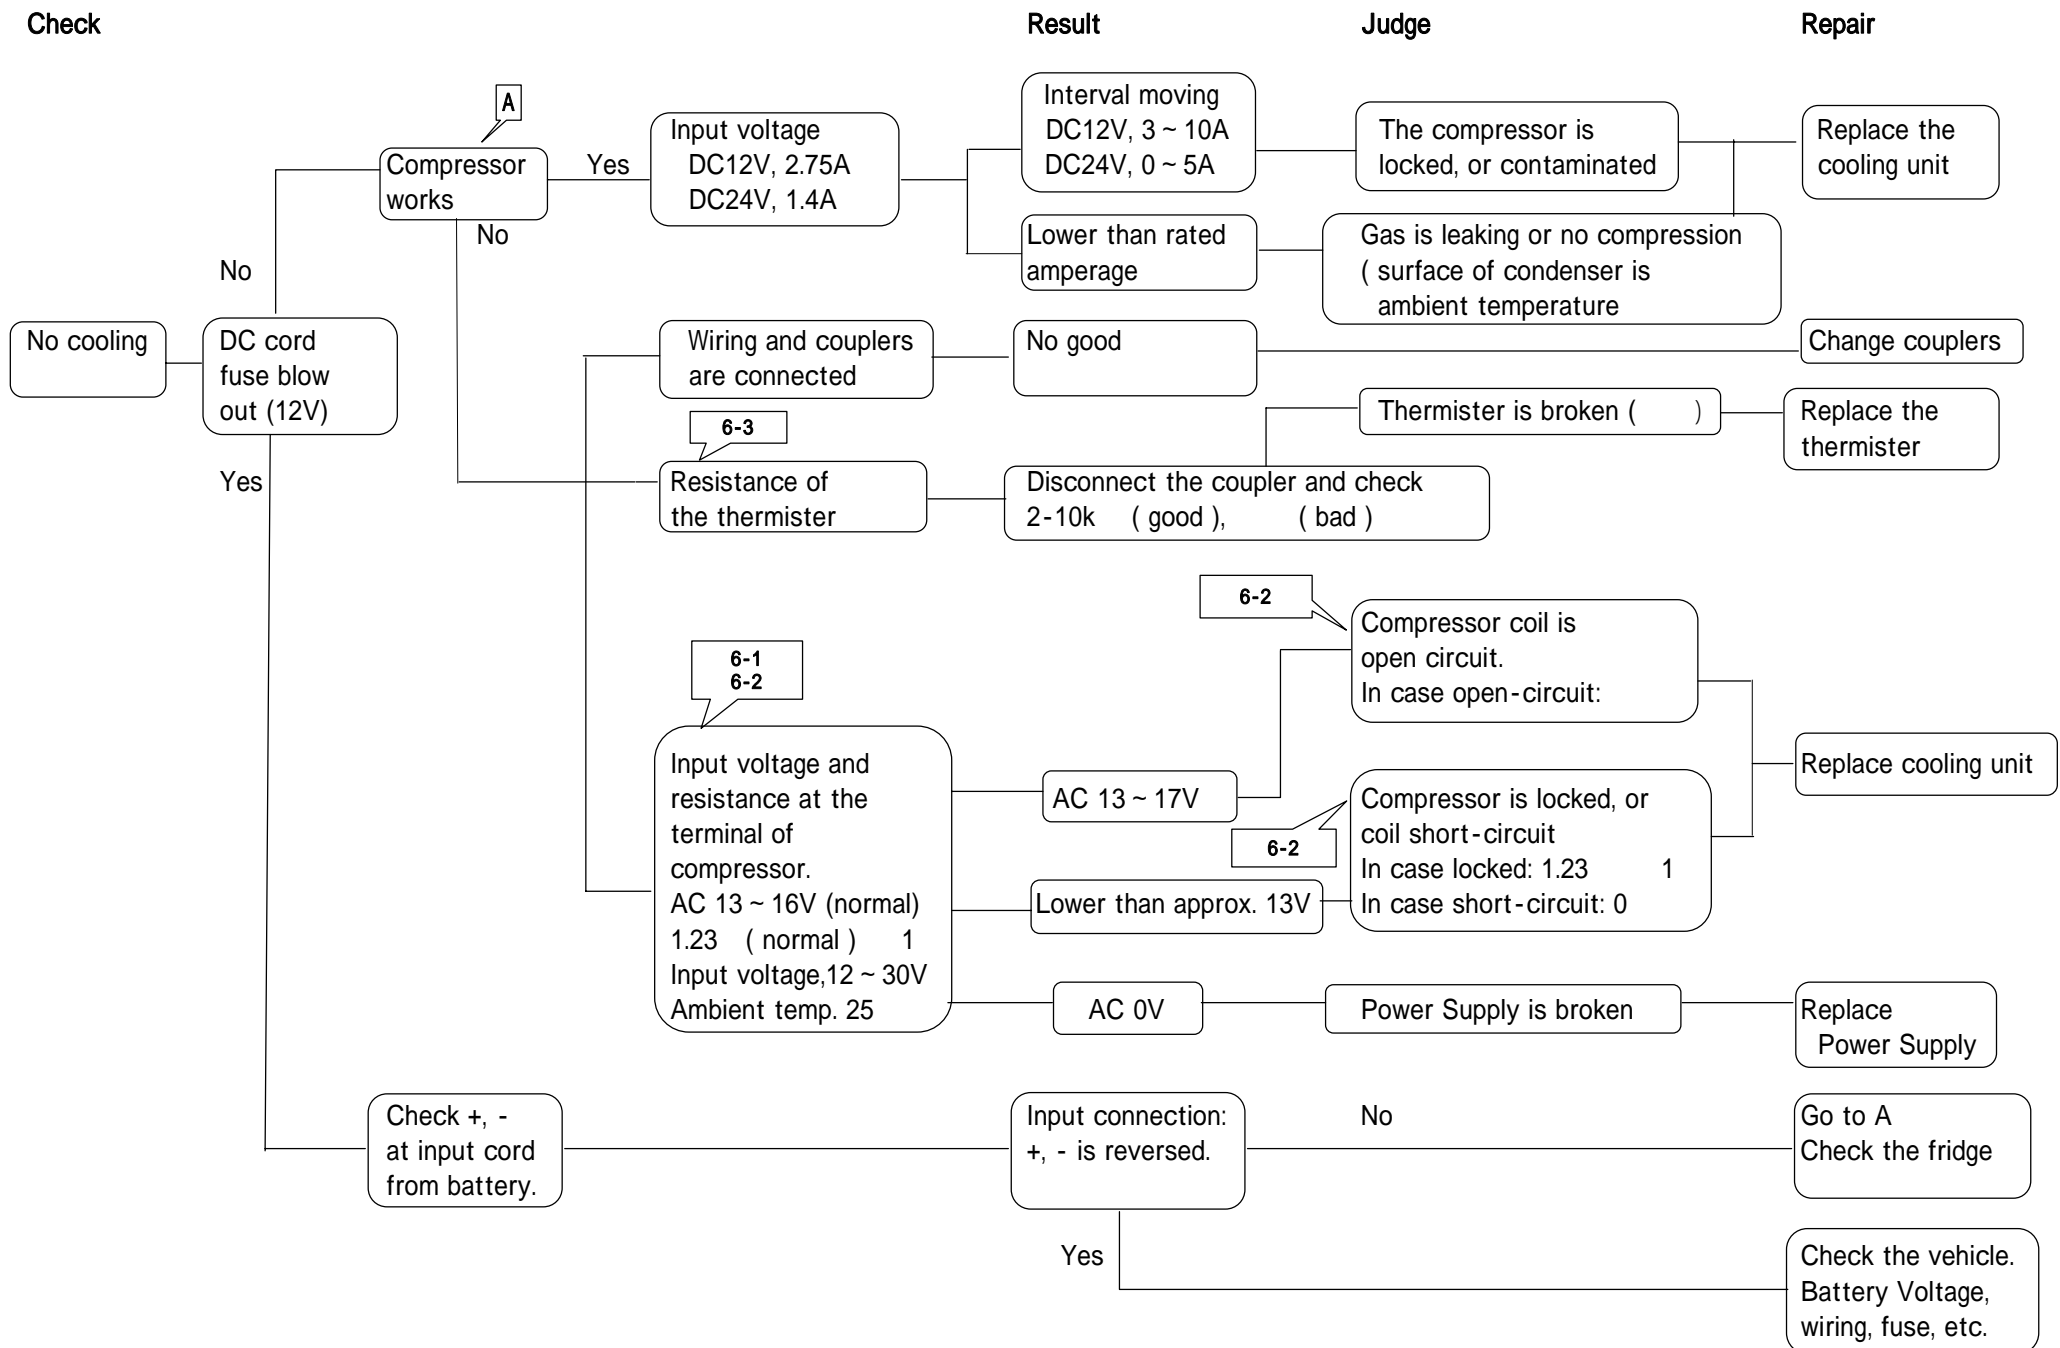 Check
Result
Judge
Repair
A
Compressor
works
Yes
No
Input voltage
DC12V, 2.75A
DC24V, 1.4A
Interval moving
DC12V, 3 ~ 10A
DC24V, 0 ~ 5A
The compressor is
locked, or contaminated
Replace the
cooling unit
Lower than rated
amperage
Gas is leaking or no compression
( surface of condenser is
ambient temperature
No
No cooling
DC cord
fuse blow
out (12V)
Yes
Wiring and couplers
are connected
No good
Change couplers
6-3
Resistance of
the thermister
Disconnect the coupler and check
2-10k ( good ), ( bad )
Thermister is broken ( )
Replace the
thermister
6-1
6-2
Input voltage and
resistance at the
terminal of
compressor.
AC 13 ~ 16V (normal)
1.23 ( normal ) 1
Input voltage,12 ~ 30V
Ambient temp. 25
AC 13 ~ 17V
6-2
Compressor coil is
open circuit.
In case open-circuit:
Lower than approx. 13V
6-2
Compressor is locked, or
coil short-circuit
In case locked: 1.23 1
In case short-circuit: 0
Replace cooling unit
AC 0V
Power Supply is broken
Replace
Power Supply
Check +, -
at input cord
from battery.
Input connection:
+, - is reversed.
No
Go to A
Check the fridge
Yes
Check the vehicle.
Battery Voltage,
wiring, fuse, etc.